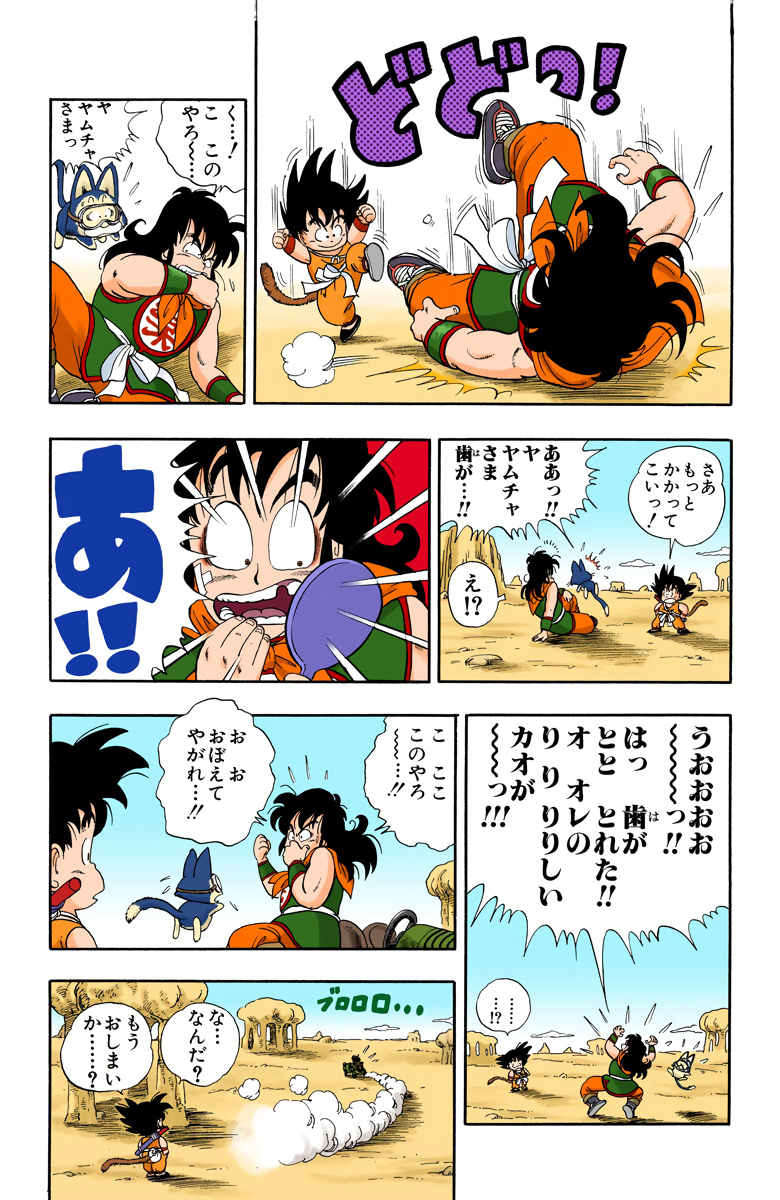 どどっ！
く…！
こ　この
やろ～～…
ヤ
ヤムチャ
さまっ
さあ
もっと
かかって
こいっ！
ああっ!!
ヤ
ヤムチャ
さま
歯が…!!
え!?
あ!!
うおおおお
～～～～っ!!
はっ　歯が
とと　とれた!!
オ　オレの
り　り　りりしい
カオが
～～～っ!!!
……
……!?
こ　ここ
このやろ
～～…!!
お　お
おぼえて
やがれ…!!
ブロロロ...
な…
なんだ？
もう
おしまい
か……？